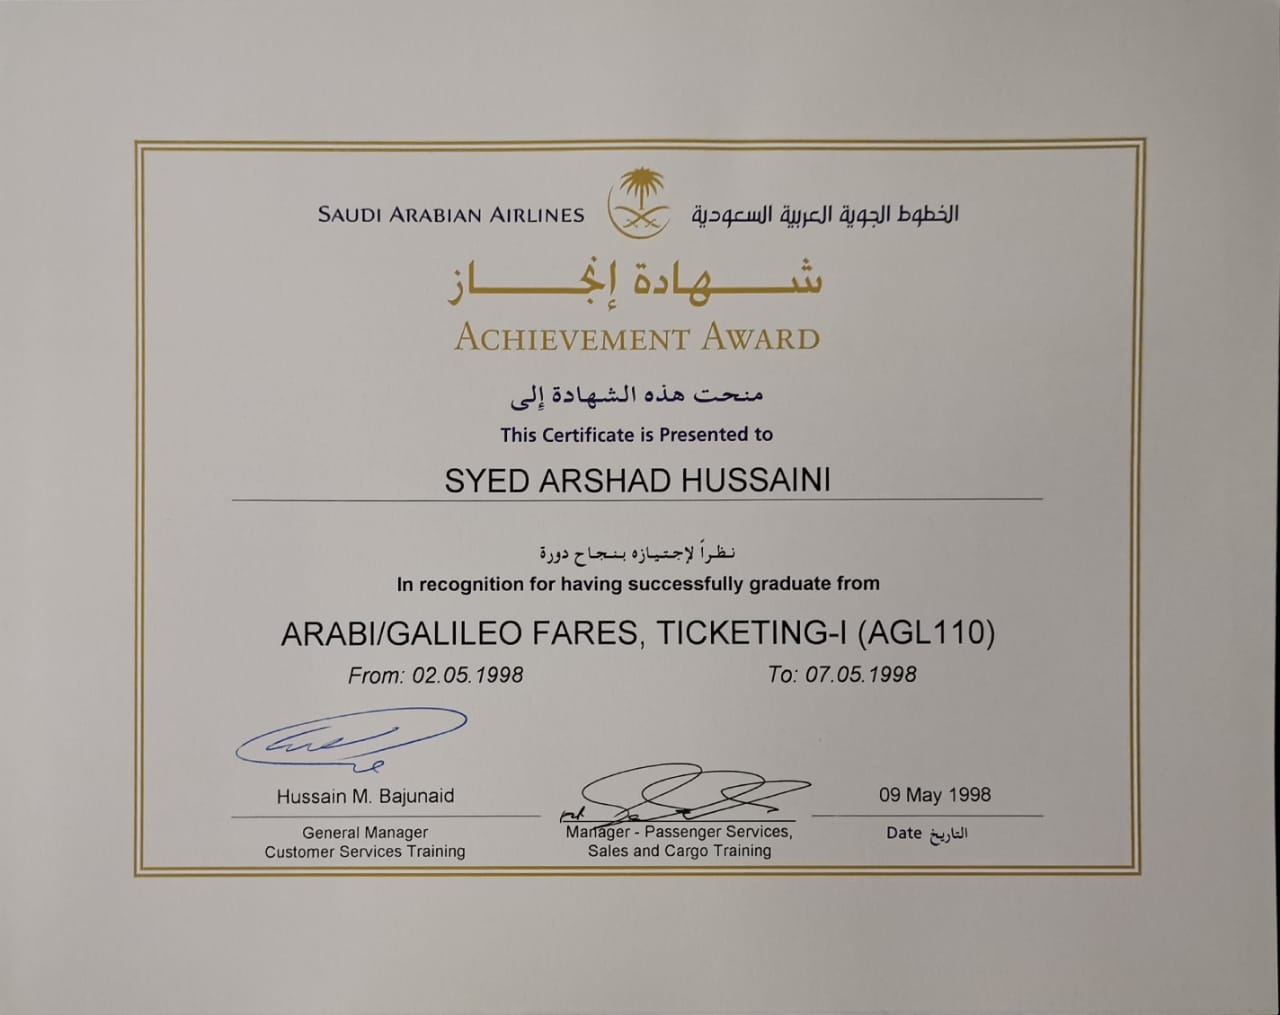 SAUDI ARABIAN AIRLINES الخطوط الجوية العربية السعودية
شهادة إنجاز
ACHIEVEMENT AWARD
منحت هذه الشهادة إلى
This Certificate is Presented to
SYED ARSHAD HUSSAINI
نظراً لإجتيازه بنجاح دورة
In recognition for having successfully graduate from
ARABI/GALILEO FARES, TICKETING-I (AGL110)
From: 02.05.1998 To: 07.05.1998
Hussain M. Bajunaid 09 May 1998
General Manager Manager - Passenger Services, Date التاريخ
Customer Services Training Sales and Cargo Training